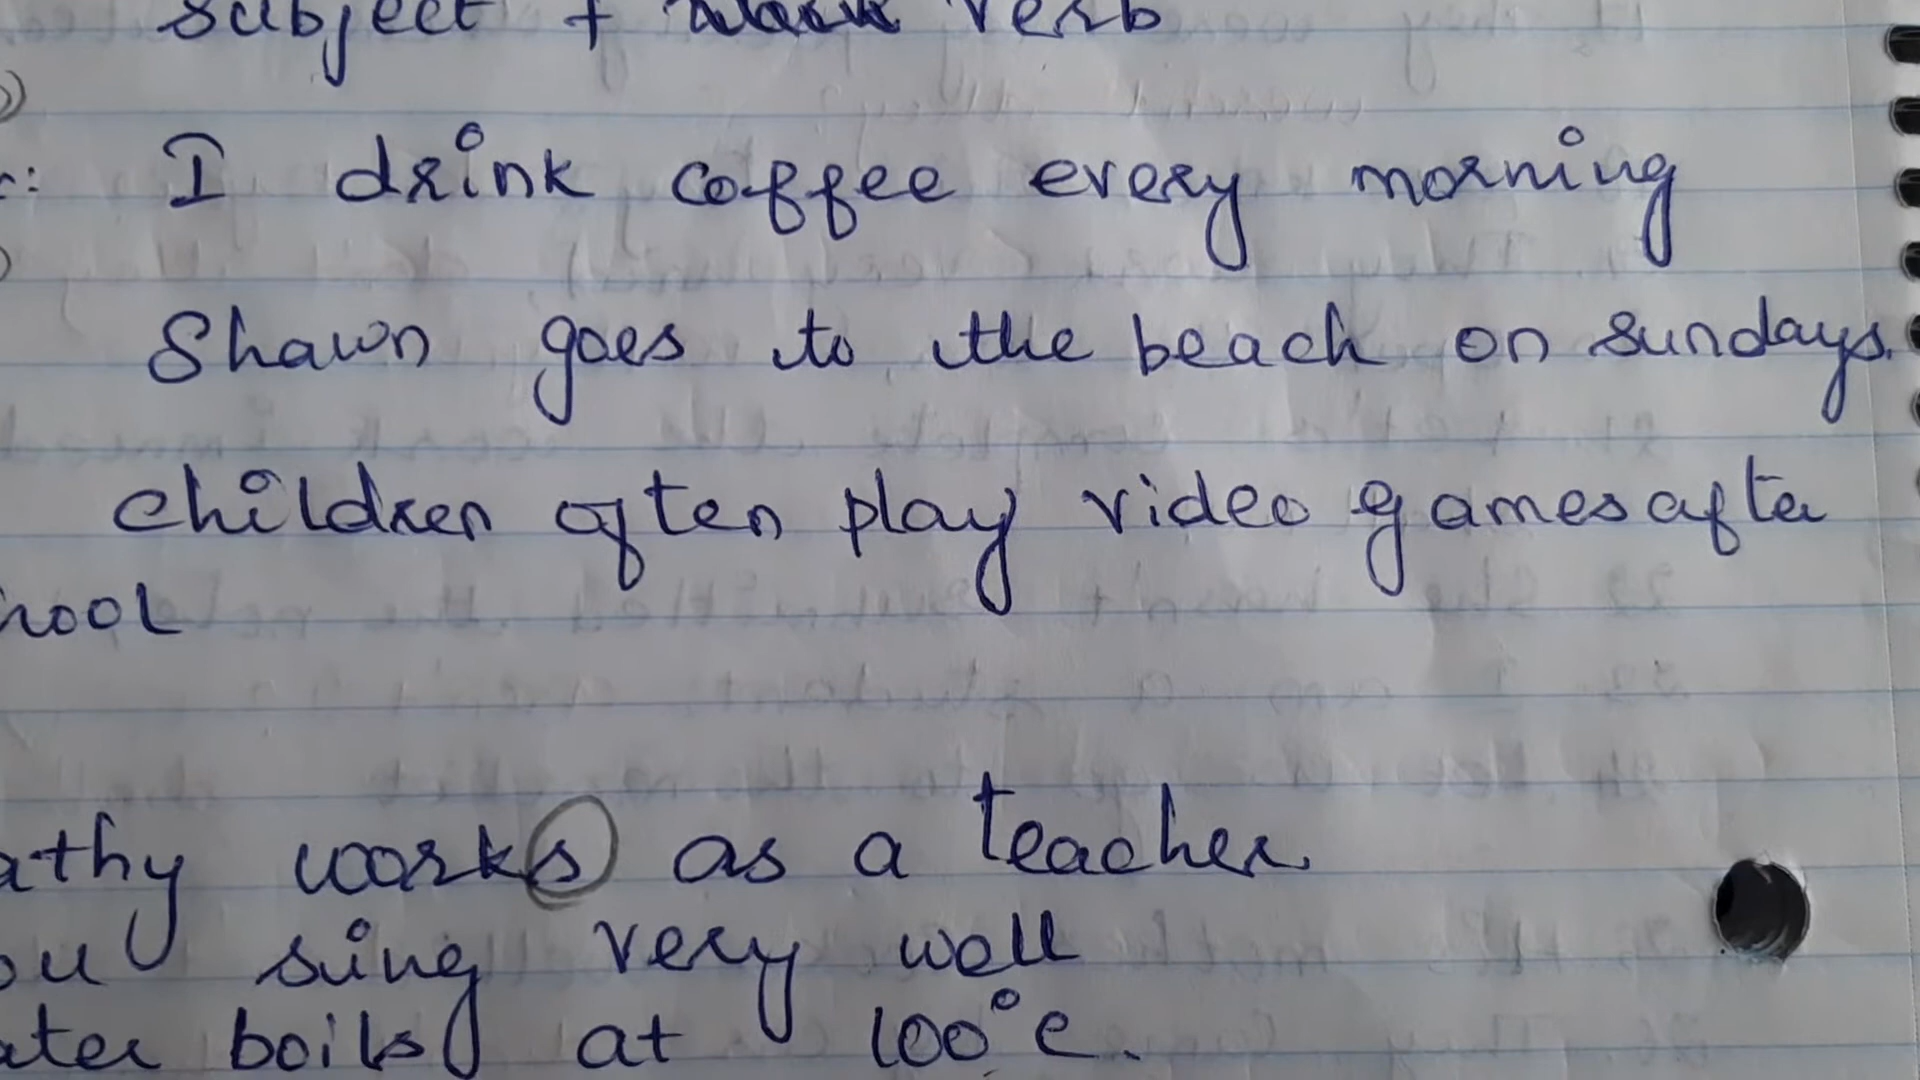 subject + verb
I drink coffee every morning
Shawn goes to the beach on sundays.
children often play video games after
hool
athy works as a teacher
ou sing very well
ater boils at 100°c.